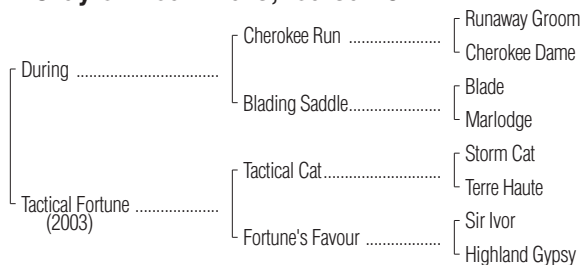 Runaway Groom
Cherokee Run ......................
Cherokee Dame
During .......................................
Blade
Blading Saddle.......................
Marlodge
Storm Cat
Tactical Cat.............................
Terre Haute
Tactical Fortune .......................
(2003)
Sir Ivor
Fortune's Favour ....................
Highland Gypsy